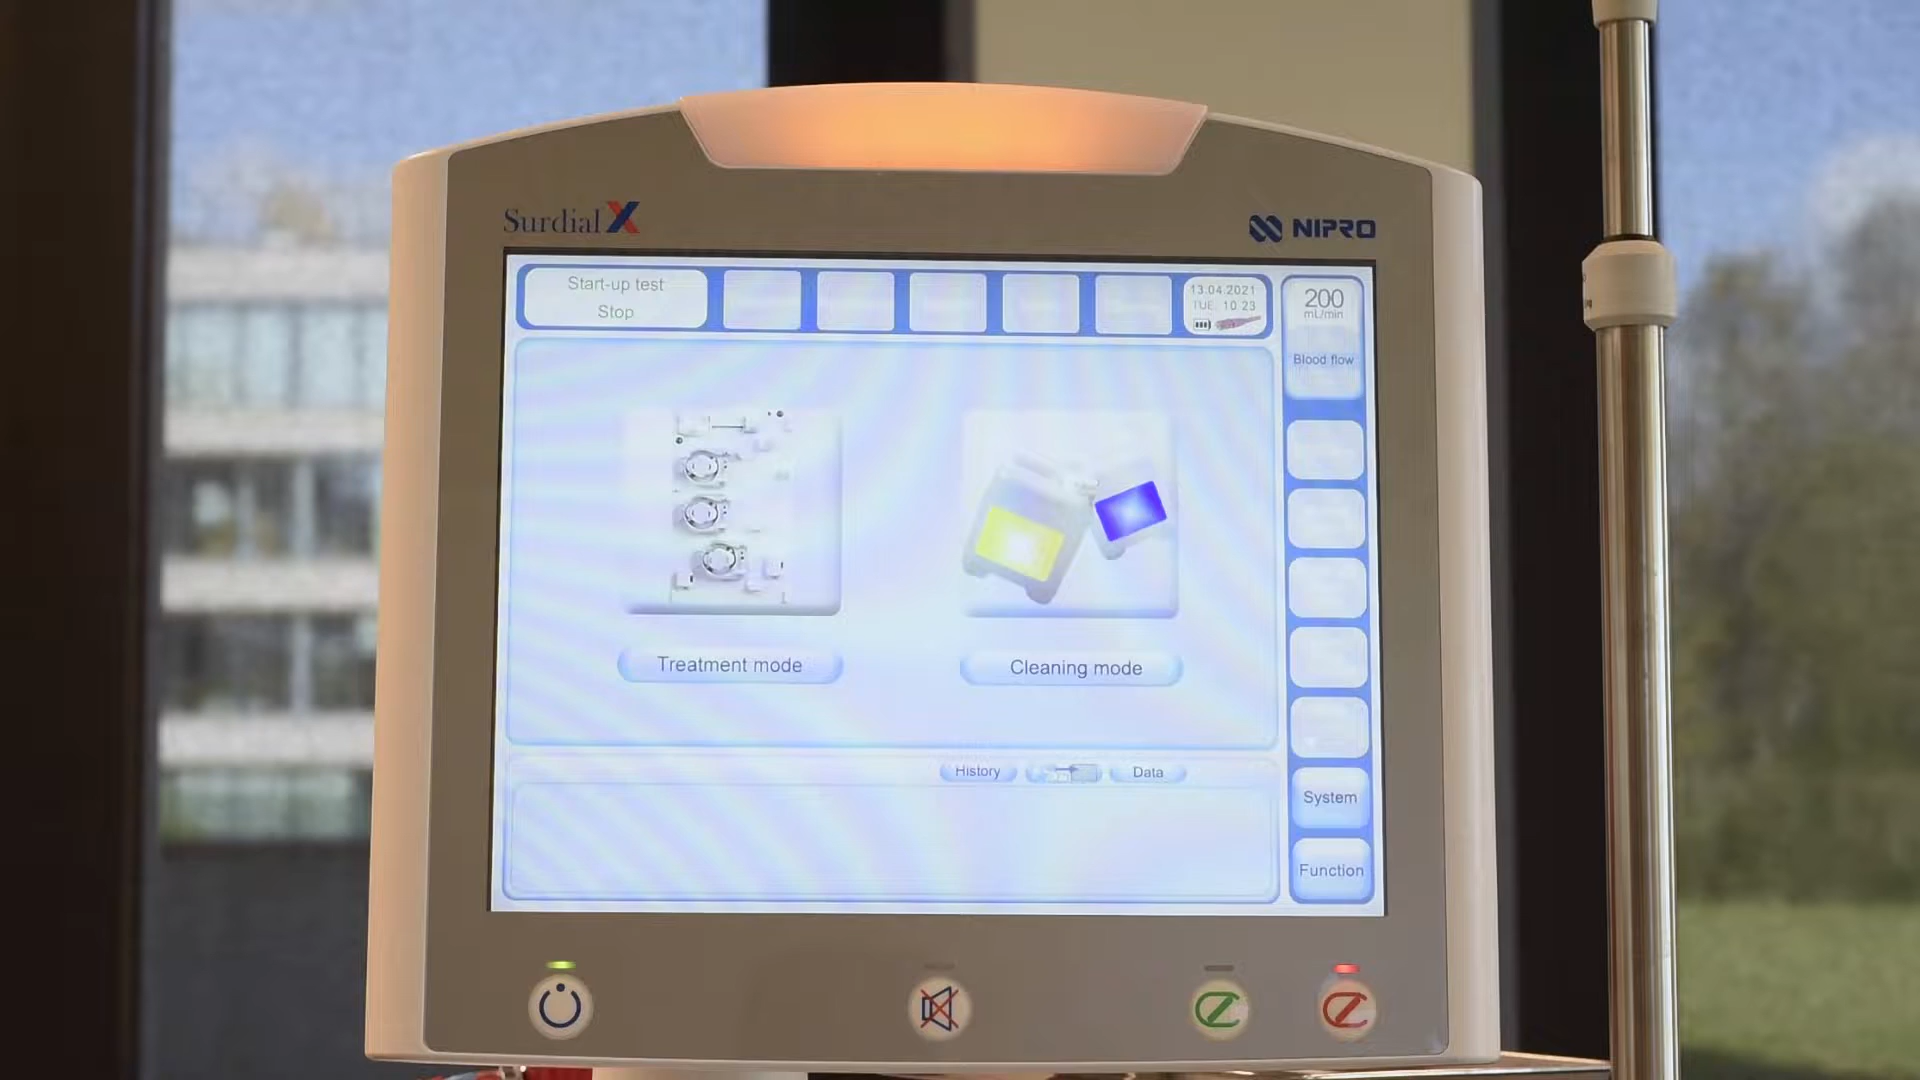 Surdial X
NIPRO
Start-up test
Stop
13.04.2021
TUE. 10 23
200
mL/min
Blood flow
Treatment mode
Cleaning mode
History
Data
System
Function